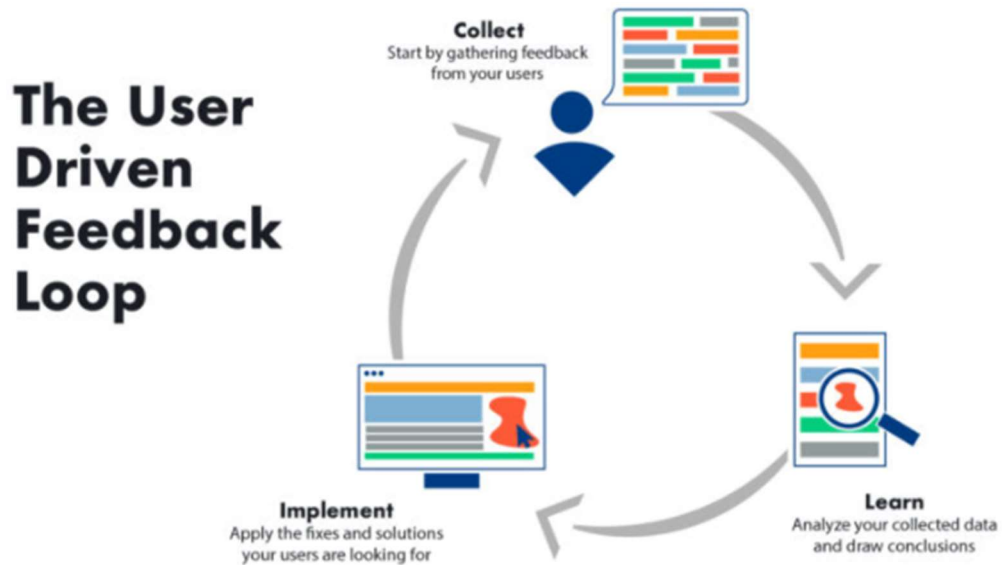 The User
Driven
Feedback
Loop
Collect
Start by gathering feedback
from your users
Learn
Analyze your collected data
and draw conclusions
Implement
Apply the fixes and solutions
your users are looking for